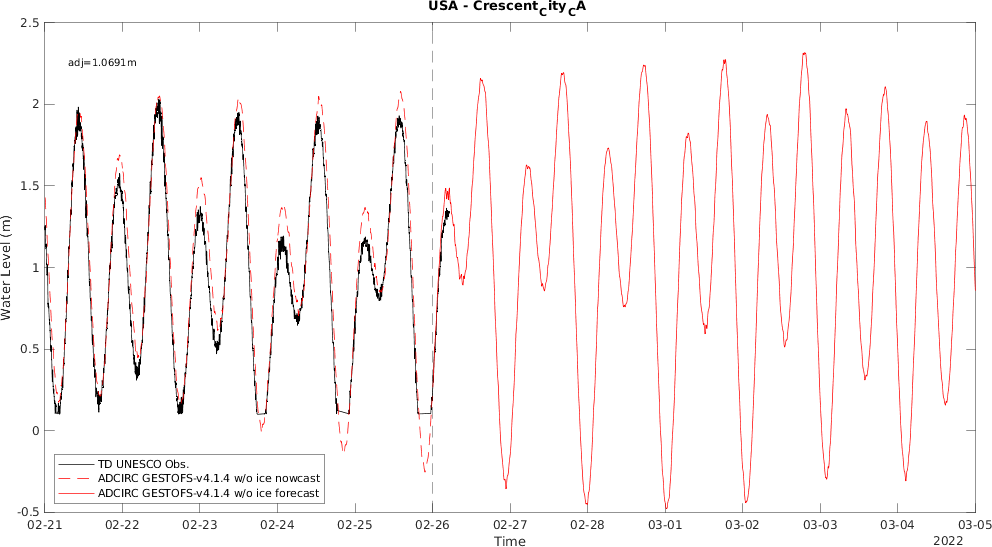 USA - Crescent_City_CA
adj=1.0691m
2.5
2
1.5
1
0.5
0
-0.5
Water Level (m)
TD UNESCO Obs.
ADCIRC GESTOFS-v4.1.4 w/o ice nowcast
ADCIRC GESTOFS-v4.1.4 w/o ice forecast
02-21 02-22 02-23 02-24 02-25 02-26 02-27 02-28 03-01 03-02 03-03 03-04 03-05
Time
2022